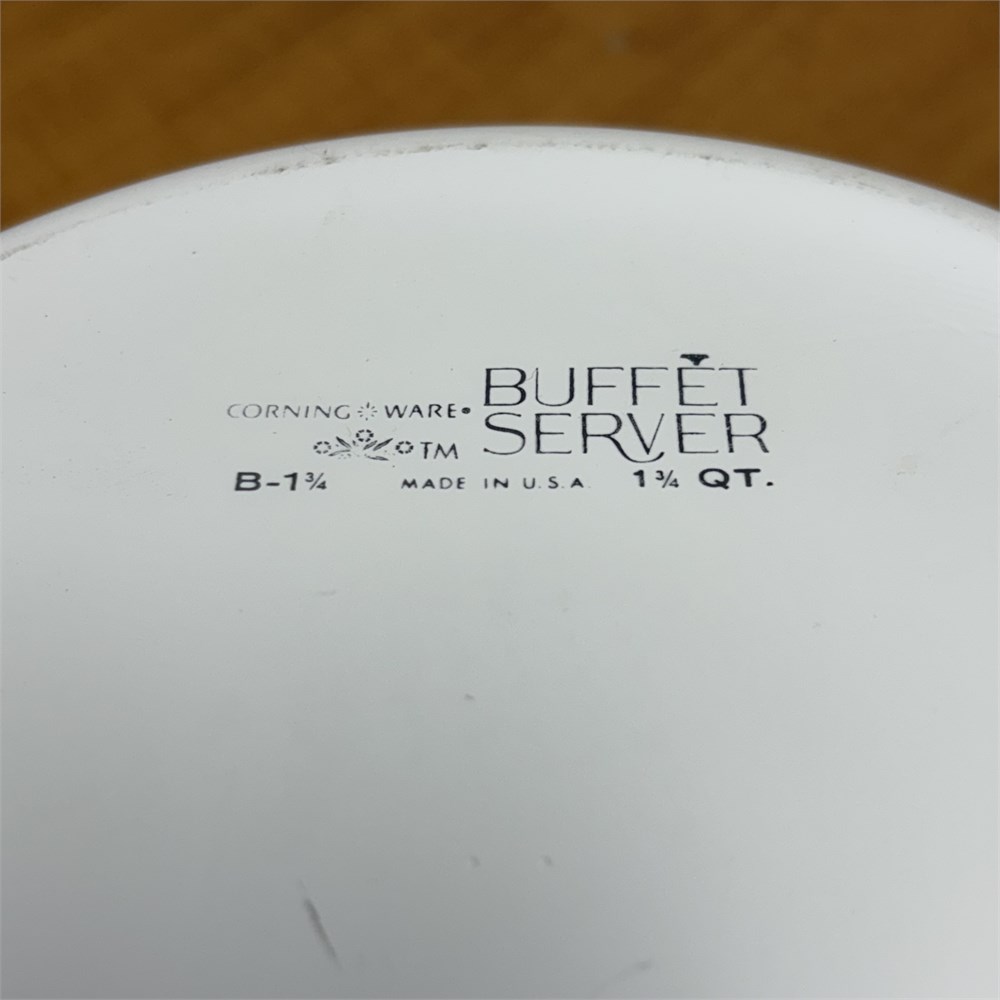 CORNING WARE® BUFFET
TM SERVER
B-1¾ MADE IN U.S.A. 1¾ QT.